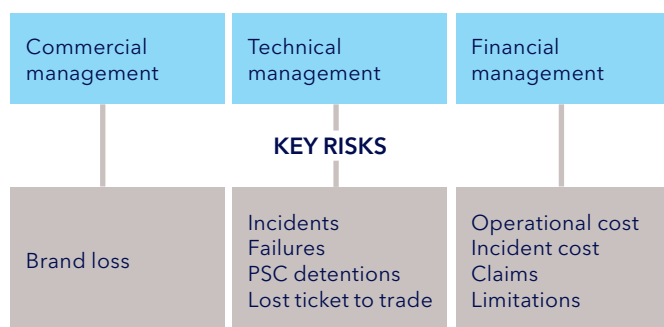 Commercial
management
Technical
management
Financial
management
KEY RISKS
Brand loss
Incidents
Failures
PSC detentions
Lost ticket to trade
Operational cost
Incident cost
Claims
Limitations